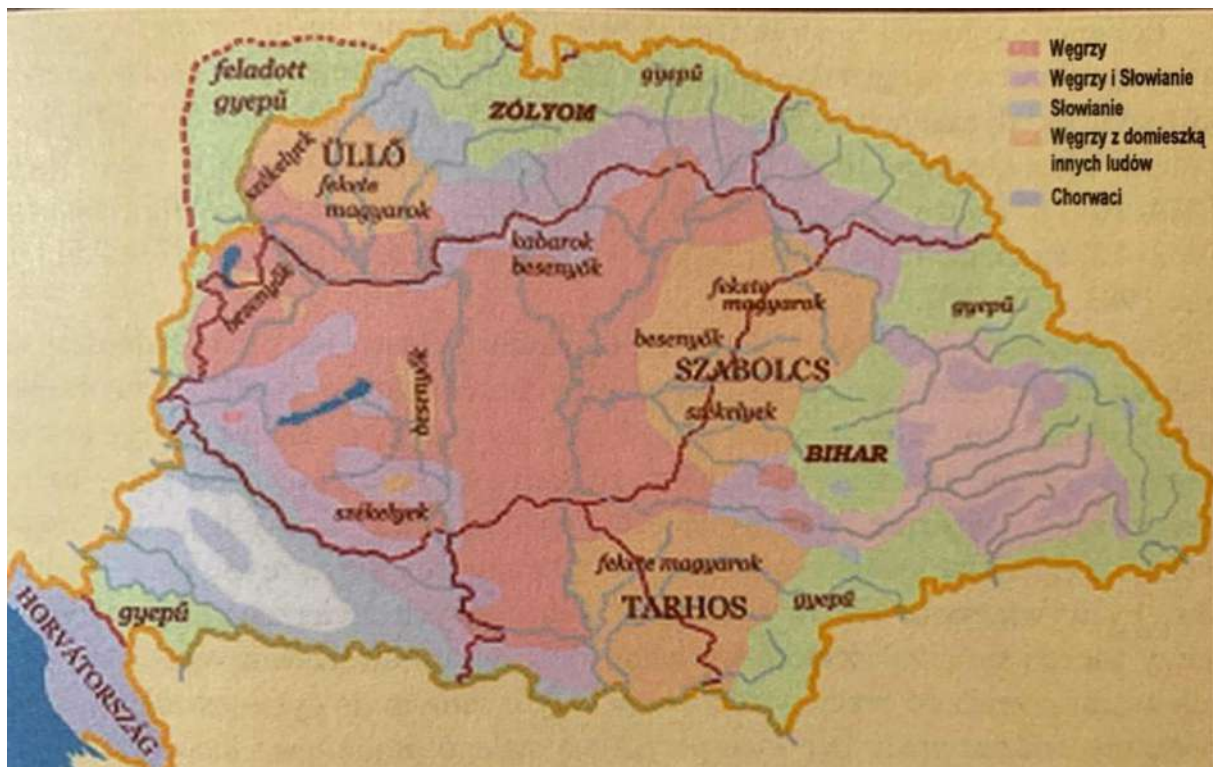 feladott
gyepű
gyepű
ZÓLYOM
székelyek
ÜLLŐ
fekete
magyarok
kabarok
besenyők
besenyők
fekete
magyarok
gyepű
besenyők
SZABOLCS
besenyők
székelyek
BIHAR
székelyek
fekete magyarok
TARHOS
gyepű
gyepű
HORVÁTORSZÁG
Węgrzy
Węgrzy i Słowianie
Słowianie
Węgrzy z domieszką
innych ludów
Chorwaci